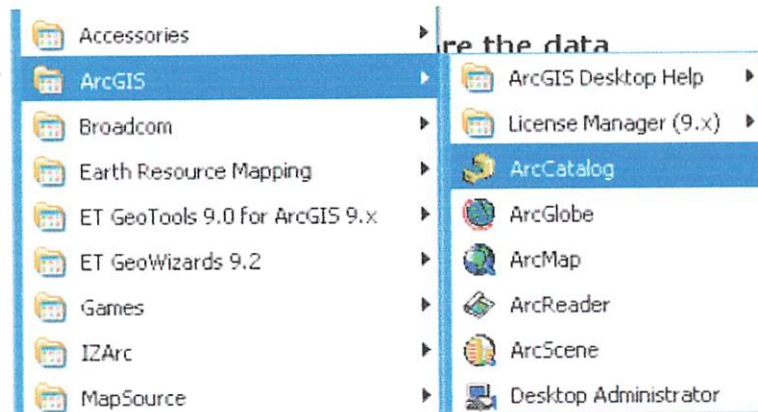 Accessories
ArcGIS
Broadcom
Earth Resource Mapping
ET GeoTools 9.0 for ArcGIS 9.x
ET GeoWizards 9.2
Games
IZArc
MapSource
re the data
ArcGIS Desktop Help
License Manager (9.x)
ArcCatalog
ArcGlobe
ArcMap
ArcReader
ArcScene
Desktop Administrator